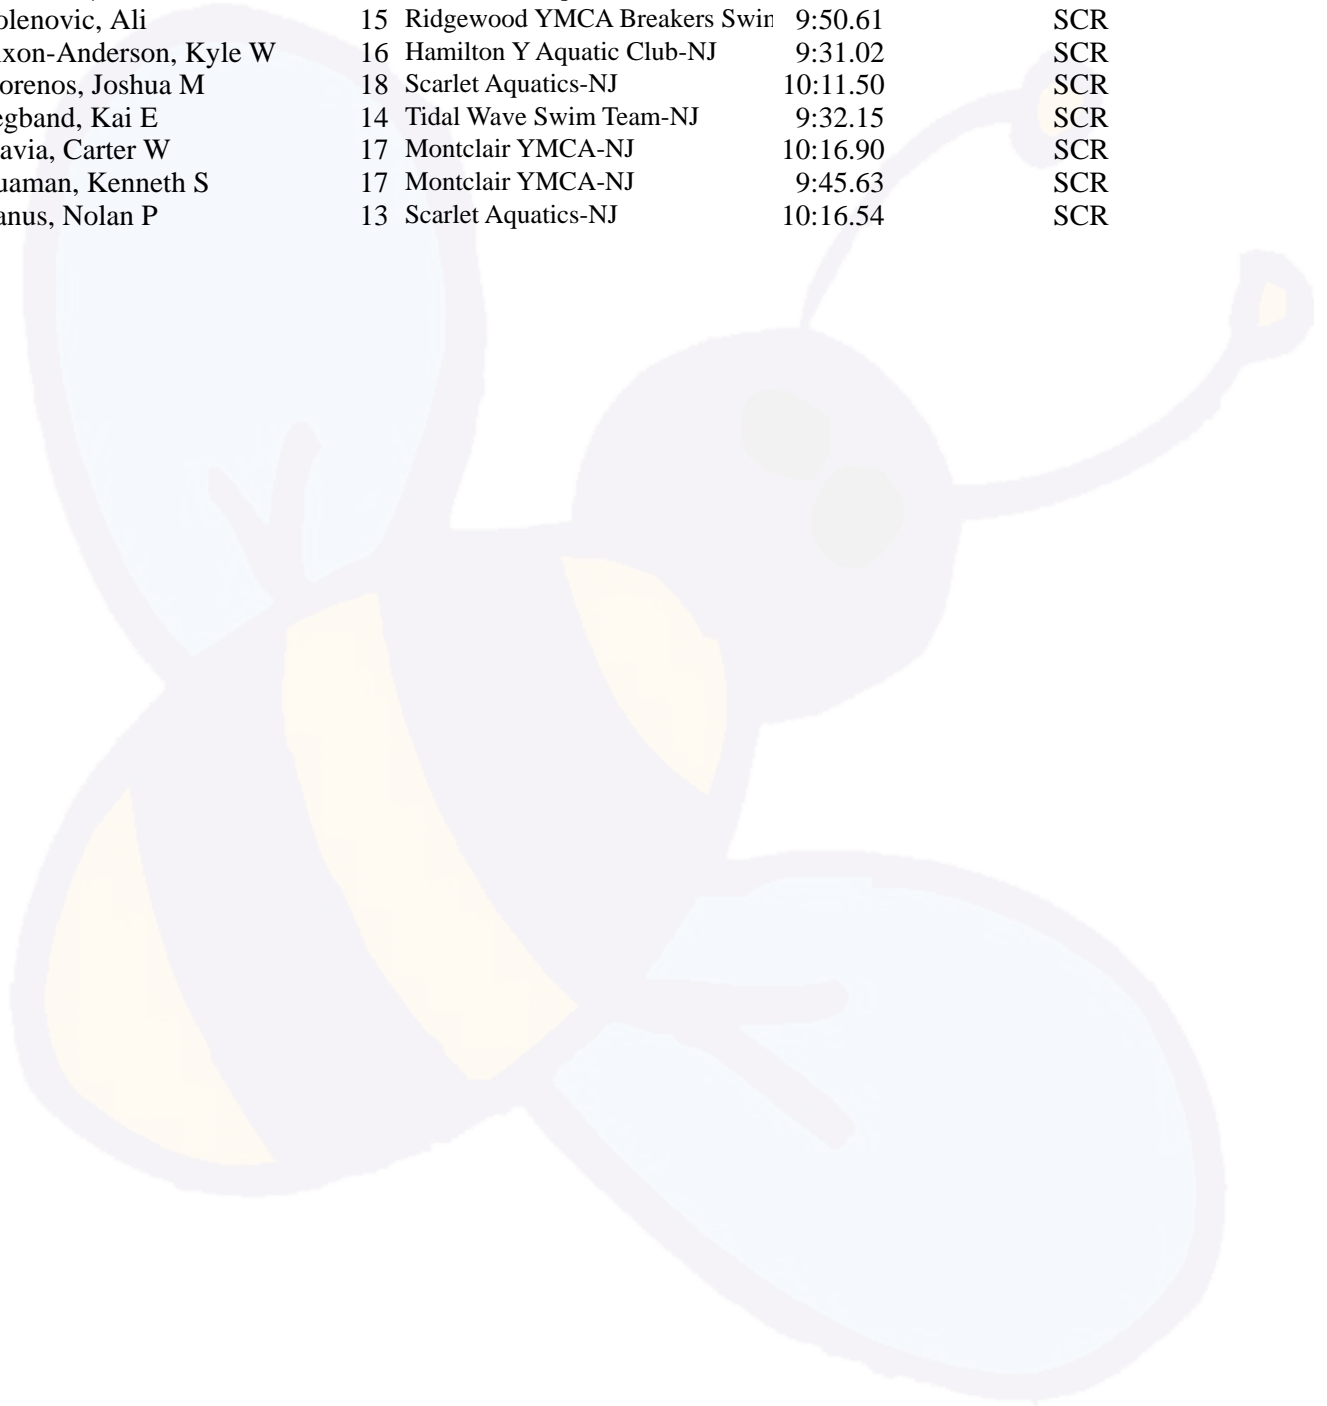 olenovic, Ali 15 Ridgewood YMCA Breakers Swin 9:50.61 SCR
xon-Anderson, Kyle W 16 Hamilton Y Aquatic Club-NJ 9:31.02 SCR
orenos, Joshua M 18 Scarlet Aquatics-NJ 10:11.50 SCR
egband, Kai E 14 Tidal Wave Swim Team-NJ 9:32.15 SCR
avia, Carter W 17 Montclair YMCA-NJ 10:16.90 SCR
uaman, Kenneth S 17 Montclair YMCA-NJ 9:45.63 SCR
anus, Nolan P 13 Scarlet Aquatics-NJ 10:16.54 SCR